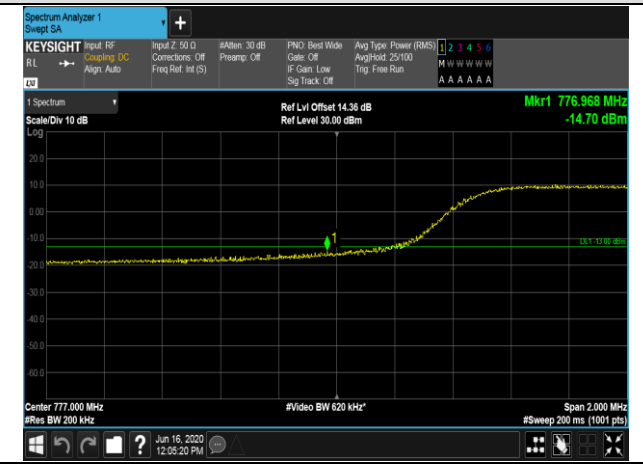 Spectrum Analyzer 1
Swept SA
+
KEYSIGHT Input: RF Input Z: 50 Ω #Atten: 30 dB PNO: Best Wide Avg Type: Power (RMS) 1 2 3 4 5 6
RL Coupling: DC Corrections: Off Preamp: Off Gate: Off Avg|Hold: 25/100 M W W W W W
Align: Auto Freq Ref: Int (S) IF Gain: Low Trig: Free Run
Sig Track: Off A A A A A A
LXI
1 Spectrum Ref Lvl Offset 14.36 dB Mkr1 776.968 MHz
Scale/Div 10 dB Ref Level 30.00 dBm -14.70 dBm
Log
20.0
10.0
0.00
-10.0
1
DL1 -13.00 dBm
-20.0
-30.0
-40.0
-50.0
-60.0
Center 777.000 MHz #Video BW 620 kHz* Span 2.000 MHz
#Res BW 200 kHz #Sweep 200 ms (1001 pts)
? Jun 16, 2020
12:05:20 PM